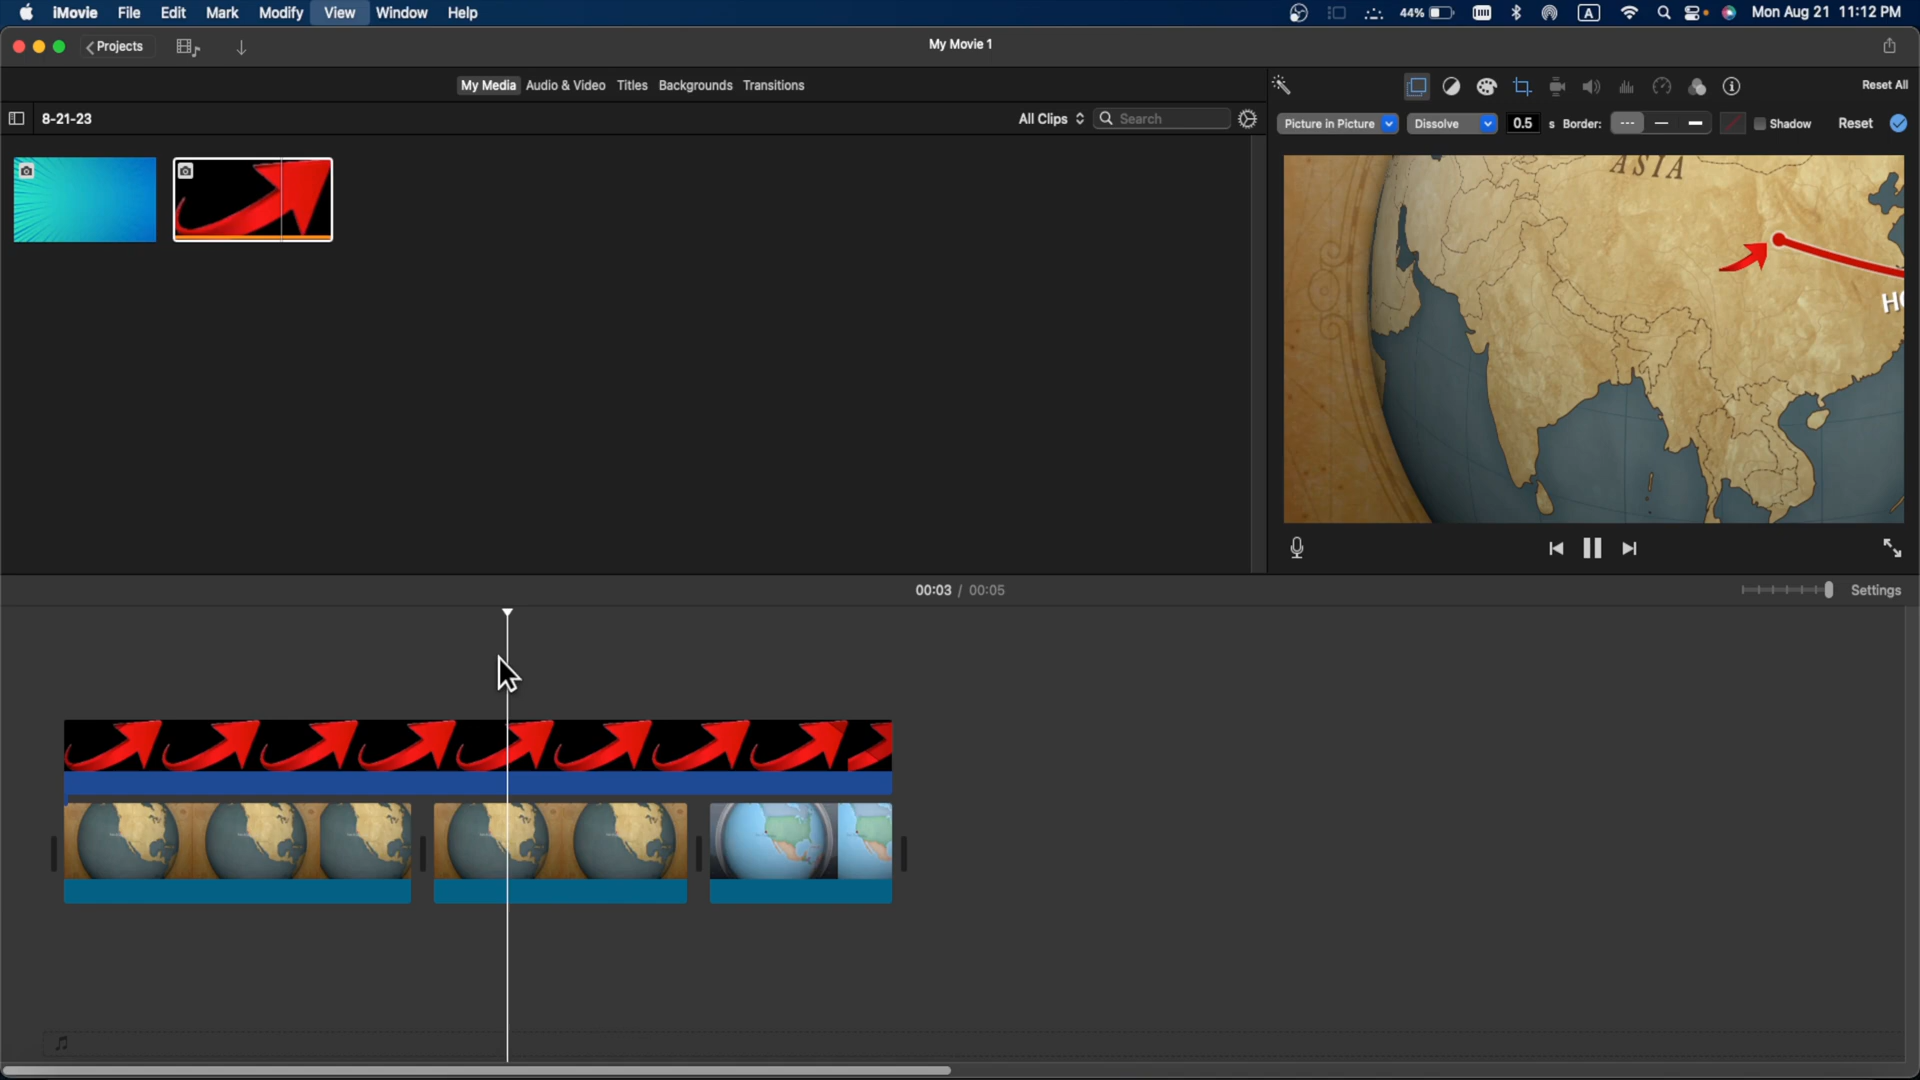 iMovie File Edit Mark Modify View Window Help 44% A Mon Aug 21 11:12 PM
Projects My Movie 1
My Media Audio & Video Titles Backgrounds Transitions Reset All
8-21-23 All Clips Search
Picture in Picture Dissolve 0.5 s Border: Shadow Reset
ASIA
HO
00:03 / 00:05 Settings